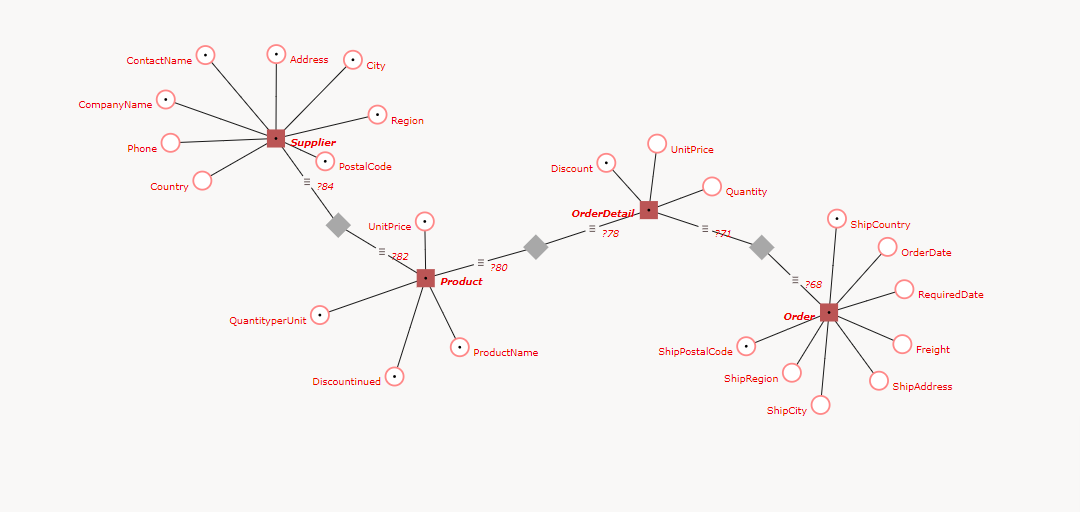 ContactName
Address
City
CompanyName
Region
Phone
Supplier
PostalCode
Country
?84
UnitPrice
?82
Product
QuantityperUnit
ProductName
Discountinued
?80
?78
OrderDetail
Discount
UnitPrice
Quantity
?71
?68
Order
ShipCountry
OrderDate
RequiredDate
Freight
ShipAddress
ShipCity
ShipRegion
ShipPostalCode